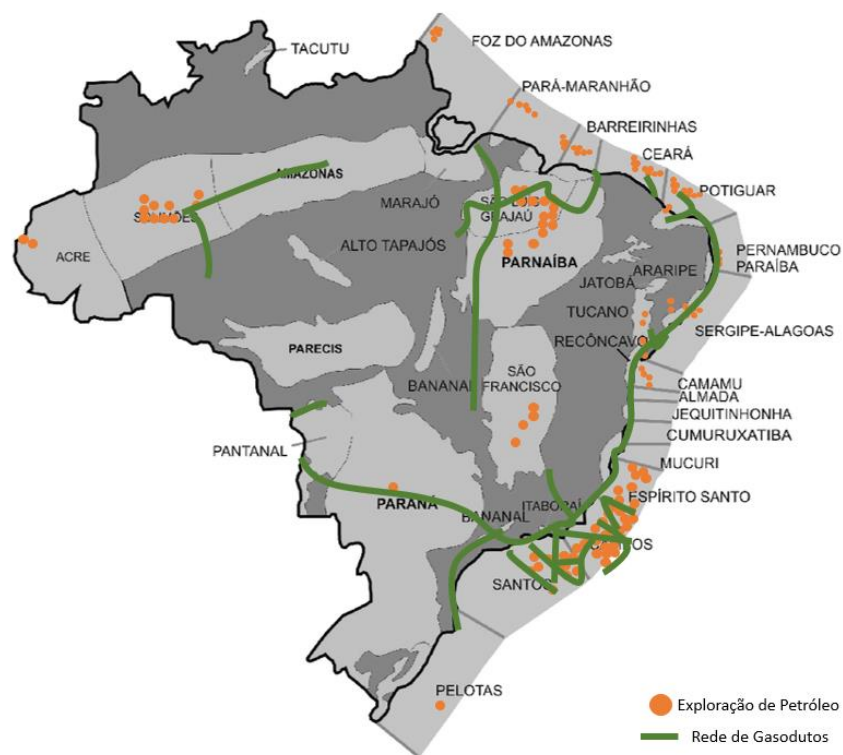 TACUTU
FOZ DO AMAZONAS
PARÁ-MARANHÃO
BARREIRINHAS
CEARÁ
POTIGUAR
AMAZONAS
MARAJÓ
SOLIMÕES
ACRE
ALTO TAPAJÓS
PARNAÍBA
PERNAMBUCO
PARAÍBA
ARARIPE
JATOBÁ
TUCANO
SERGIPE-ALAGOAS
RECÔNCAVO
PARECIS
BANANAL
SÃO
FRANCISCO
CAMAMU
ALMADA
JEQUITINHONHA
CUMURUXATIBA
PANTANAL
MUCURI
ESPÍRITO SANTO
PARANÁ
BANANAL
SANTOS
PELOTAS
Exploração de Petróleo
Rede de Gasodutos